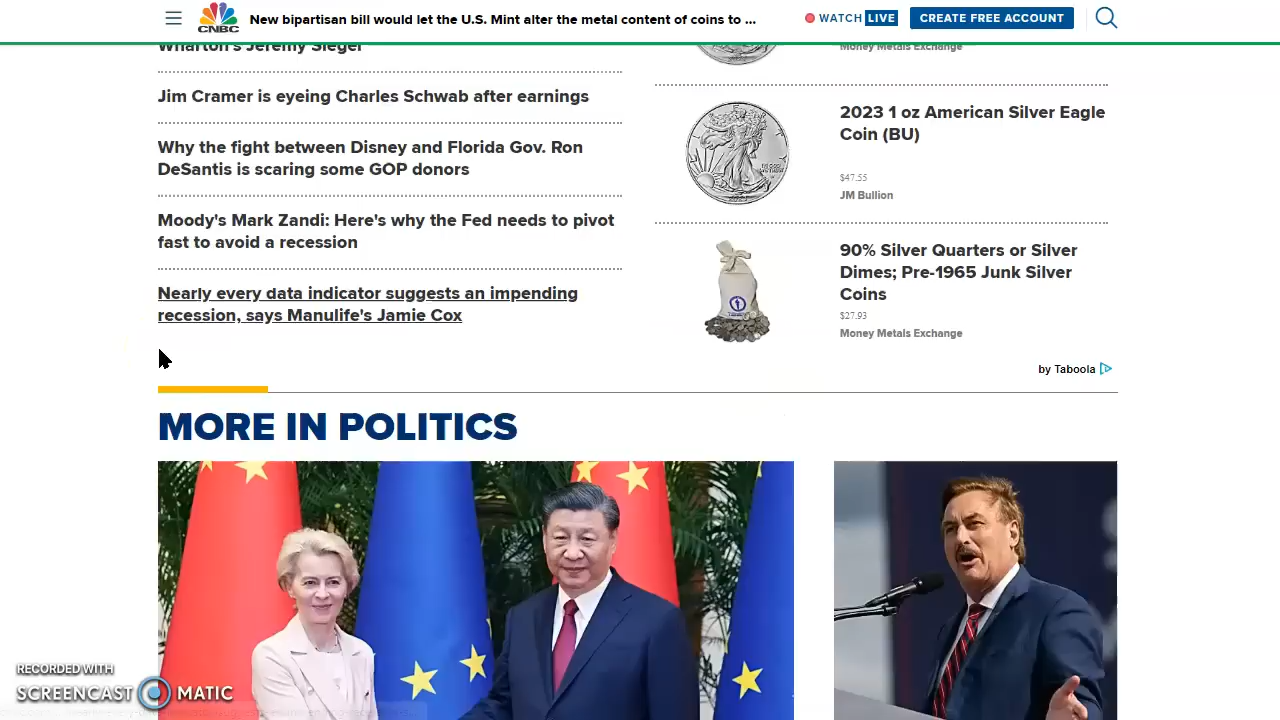 CNBC
New bipartisan bill would let the U.S. Mint alter the metal content of coins to ...
WATCH LIVE
CREATE FREE ACCOUNT
Wharton's Jeremy Siegel
Jim Cramer is eyeing Charles Schwab after earnings
Why the fight between Disney and Florida Gov. Ron
DeSantis is scaring some GOP donors
Moody's Mark Zandi: Here's why the Fed needs to pivot
fast to avoid a recession
Nearly every data indicator suggests an impending
recession, says Manulife's Jamie Cox
Money Metals Exchange
2023 1 oz American Silver Eagle
Coin (BU)
$47.55
JM Bullion
90% Silver Quarters or Silver
Dimes; Pre-1965 Junk Silver
Coins
$27.93
Money Metals Exchange
by Taboola
MORE IN POLITICS
RECORDED WITH
SCREENCAST MATIC